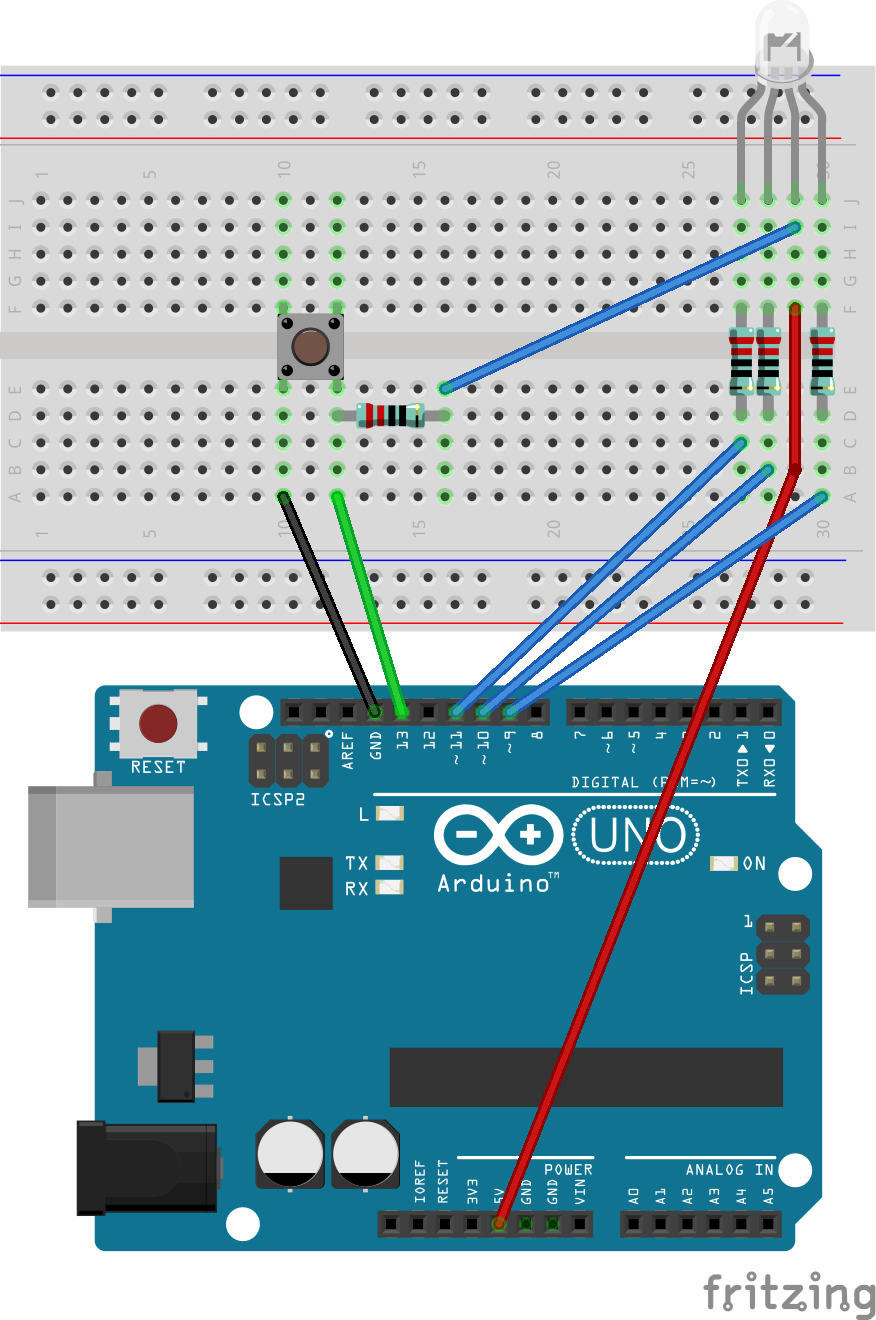 1 5 10 15 20 25 30
J J
I I
H H
G G
F F
E E
D D
C C
B B
A A
1 5 10 15 20 25 30
RESET
ICSP2
AREF
GND
13
12
~11
~10
~9
8
7
~6
~5
4
3
2
TX0▶1
RX0◀0
DIGITAL (PWM=~)
L
TX
RX
UNO
Arduino™
ON
1
ICSP
IOREF
RESET
3V3
5V
GND
GND
VIN
POWER
ANALOG IN
A0
A1
A2
A3
A4
A5
fritzing